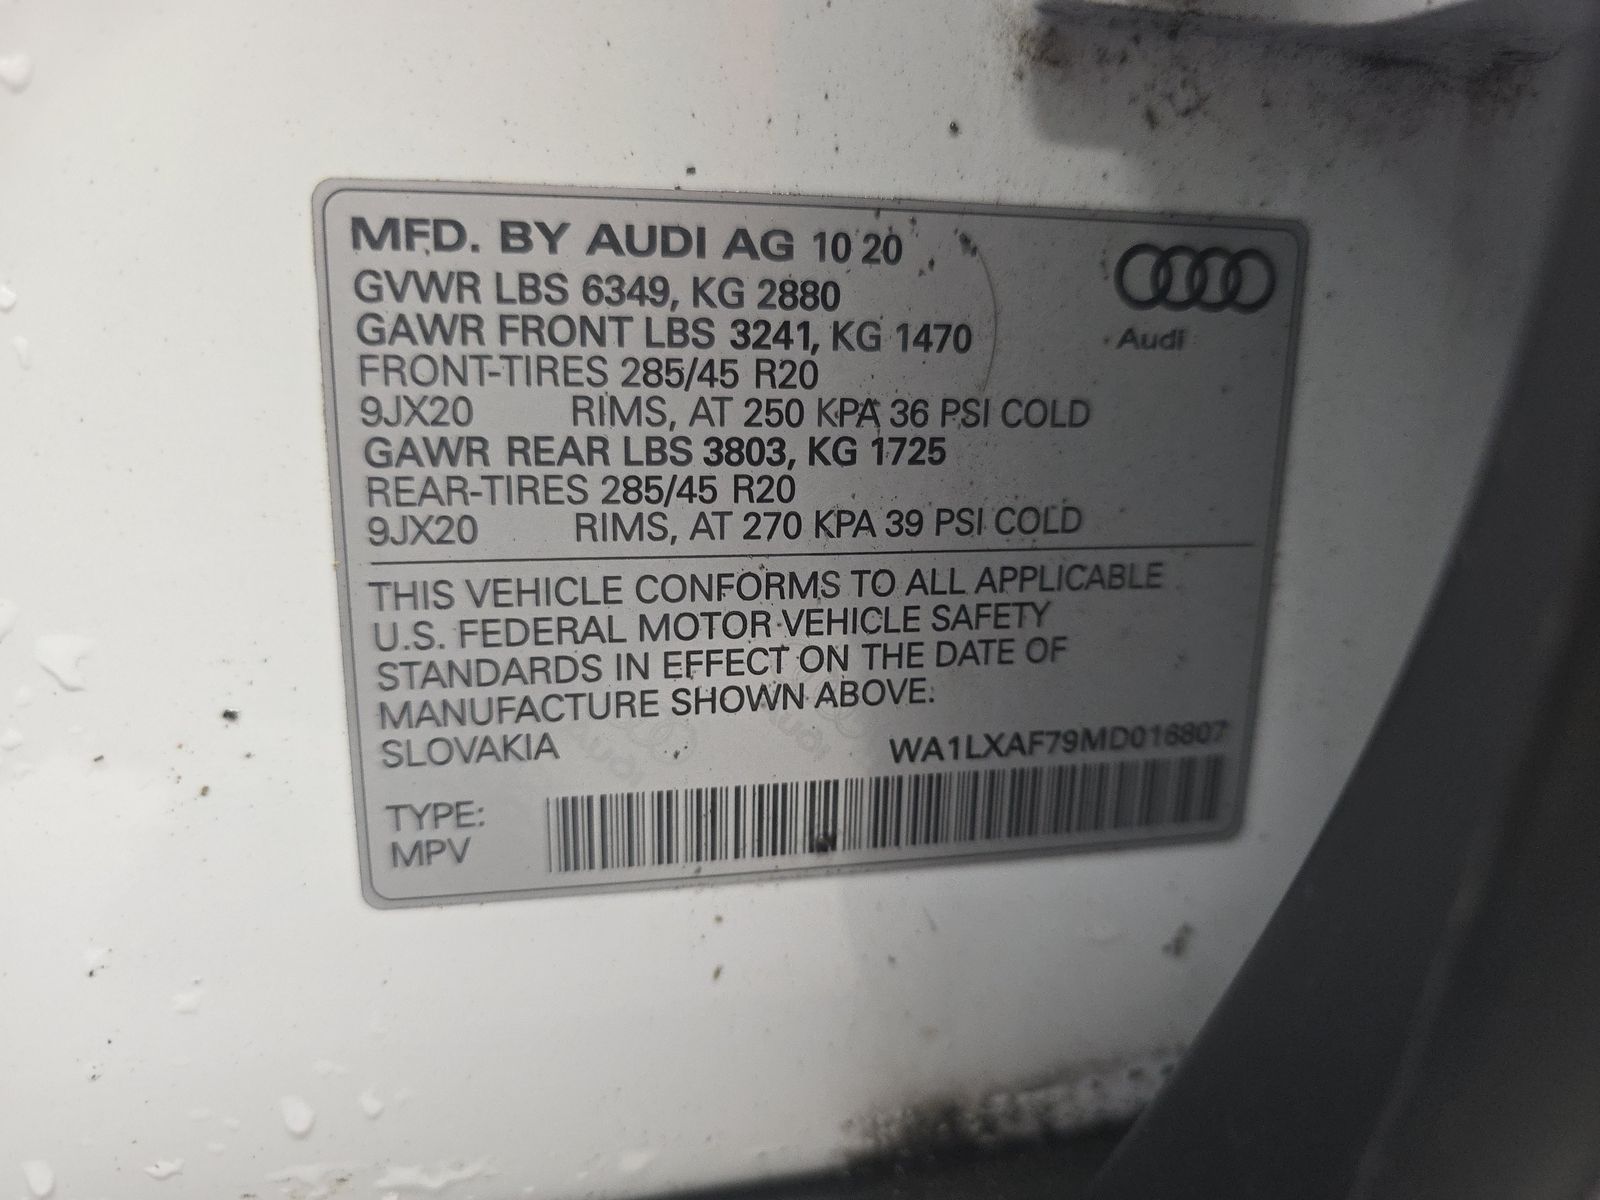 MFD. BY AUDI AG 10 20
GVWR LBS 6349, KG 2880
GAWR FRONT LBS 3241, KG 1470
Audi
FRONT-TIRES 285/45 R20
9JX20 RIMS, AT 250 KPA 36 PSI COLD
GAWR REAR LBS 3803, KG 1725
REAR-TIRES 285/45 R20
9JX20 RIMS, AT 270 KPA 39 PSI COLD
THIS VEHICLE CONFORMS TO ALL APPLICABLE
U.S. FEDERAL MOTOR VEHICLE SAFETY
STANDARDS IN EFFECT ON THE DATE OF
MANUFACTURE SHOWN ABOVE.
SLOVAKIA WA1LXAF79MD016807
TYPE:
MPV